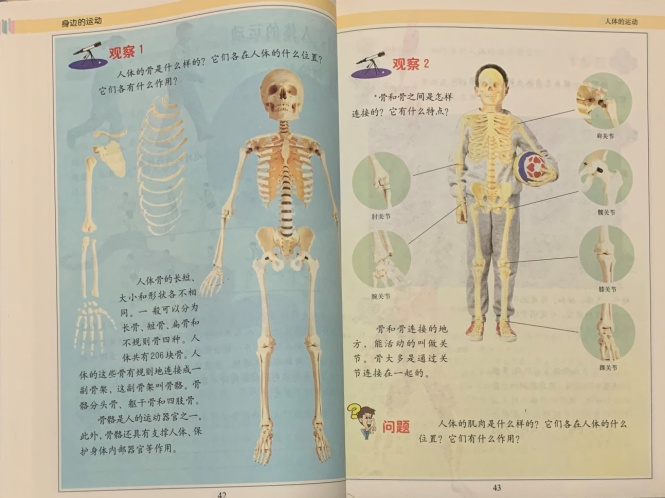 身边的运动
观察 1
人体的骨是什么样的？它们各在人体的什么位置？
它们各有什么作用？
人体骨的长短、
大小和形状各不相
同。一般可以分为
长骨、短骨、扁骨和
不规则骨四种。人
体共有206块骨。人
体的这些骨有规则地连接成一
副骨架，这副骨架叫骨骼。骨
骼分头骨、躯干骨和四肢骨。
骨骼是人的运动器官之一。
此外，骨骼还具有支撑人体、保
护身体内部器官等作用。
42
人体的运动
观察 2
骨和骨之间是怎样
连接的？它有什么特点？
肩关节
肘关节
髋关节
腕关节
膝关节
踝关节
骨和骨连接的地
方，能活动的叫做关
节。骨大多是通过关
节连接在一起的。
问题
人体的肌肉是什么样的？它们各在人体的什么
位置？它们有什么作用？
43